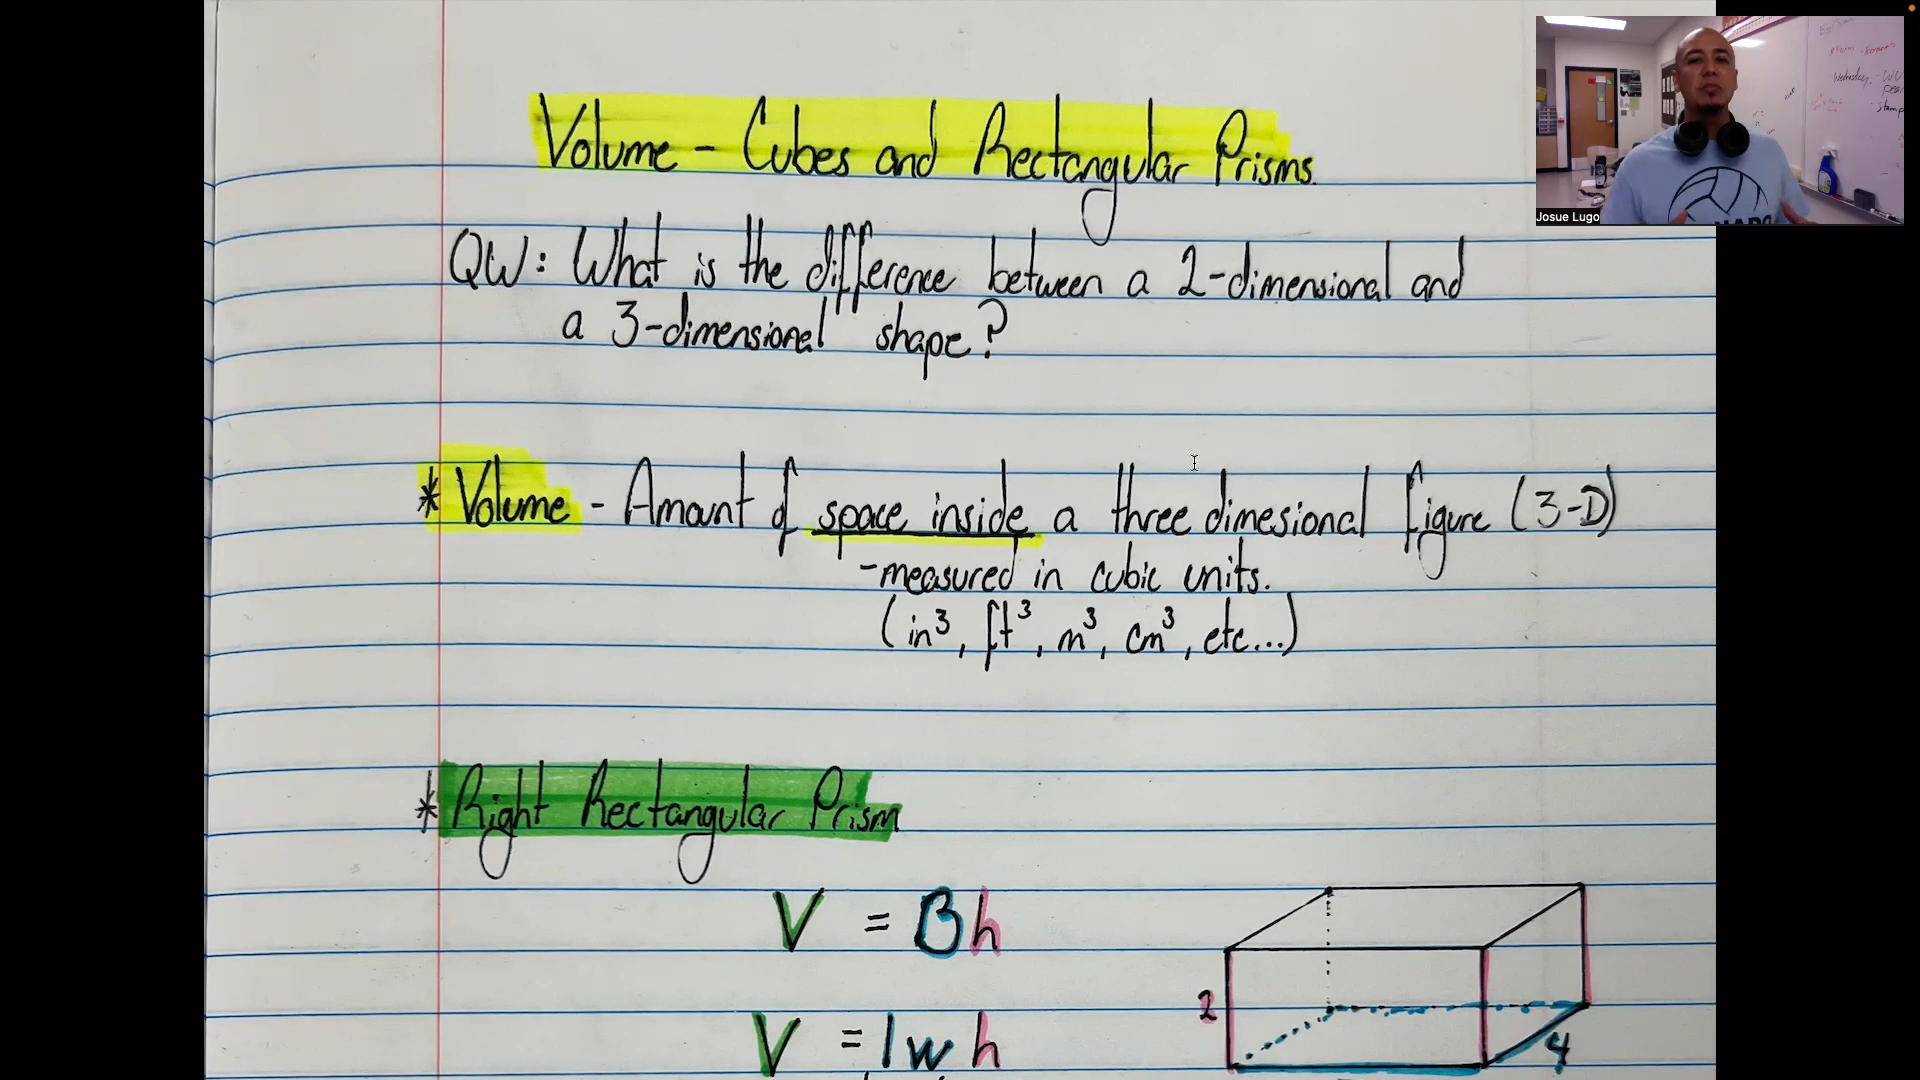 Volume - Cubes and Rectangular Prisms.
QW: What is the difference between a 2-dimensional and
a 3-dimensional shape?
* Volume - Amount of space inside a three dimesional figure (3-D)
- measured in cubic units.
(in³, ft³, m³, cm³, etc...)
* Right Rectangular Prism
V = Bh
V = lwh
2
4
Josue Lugo
Wednesday